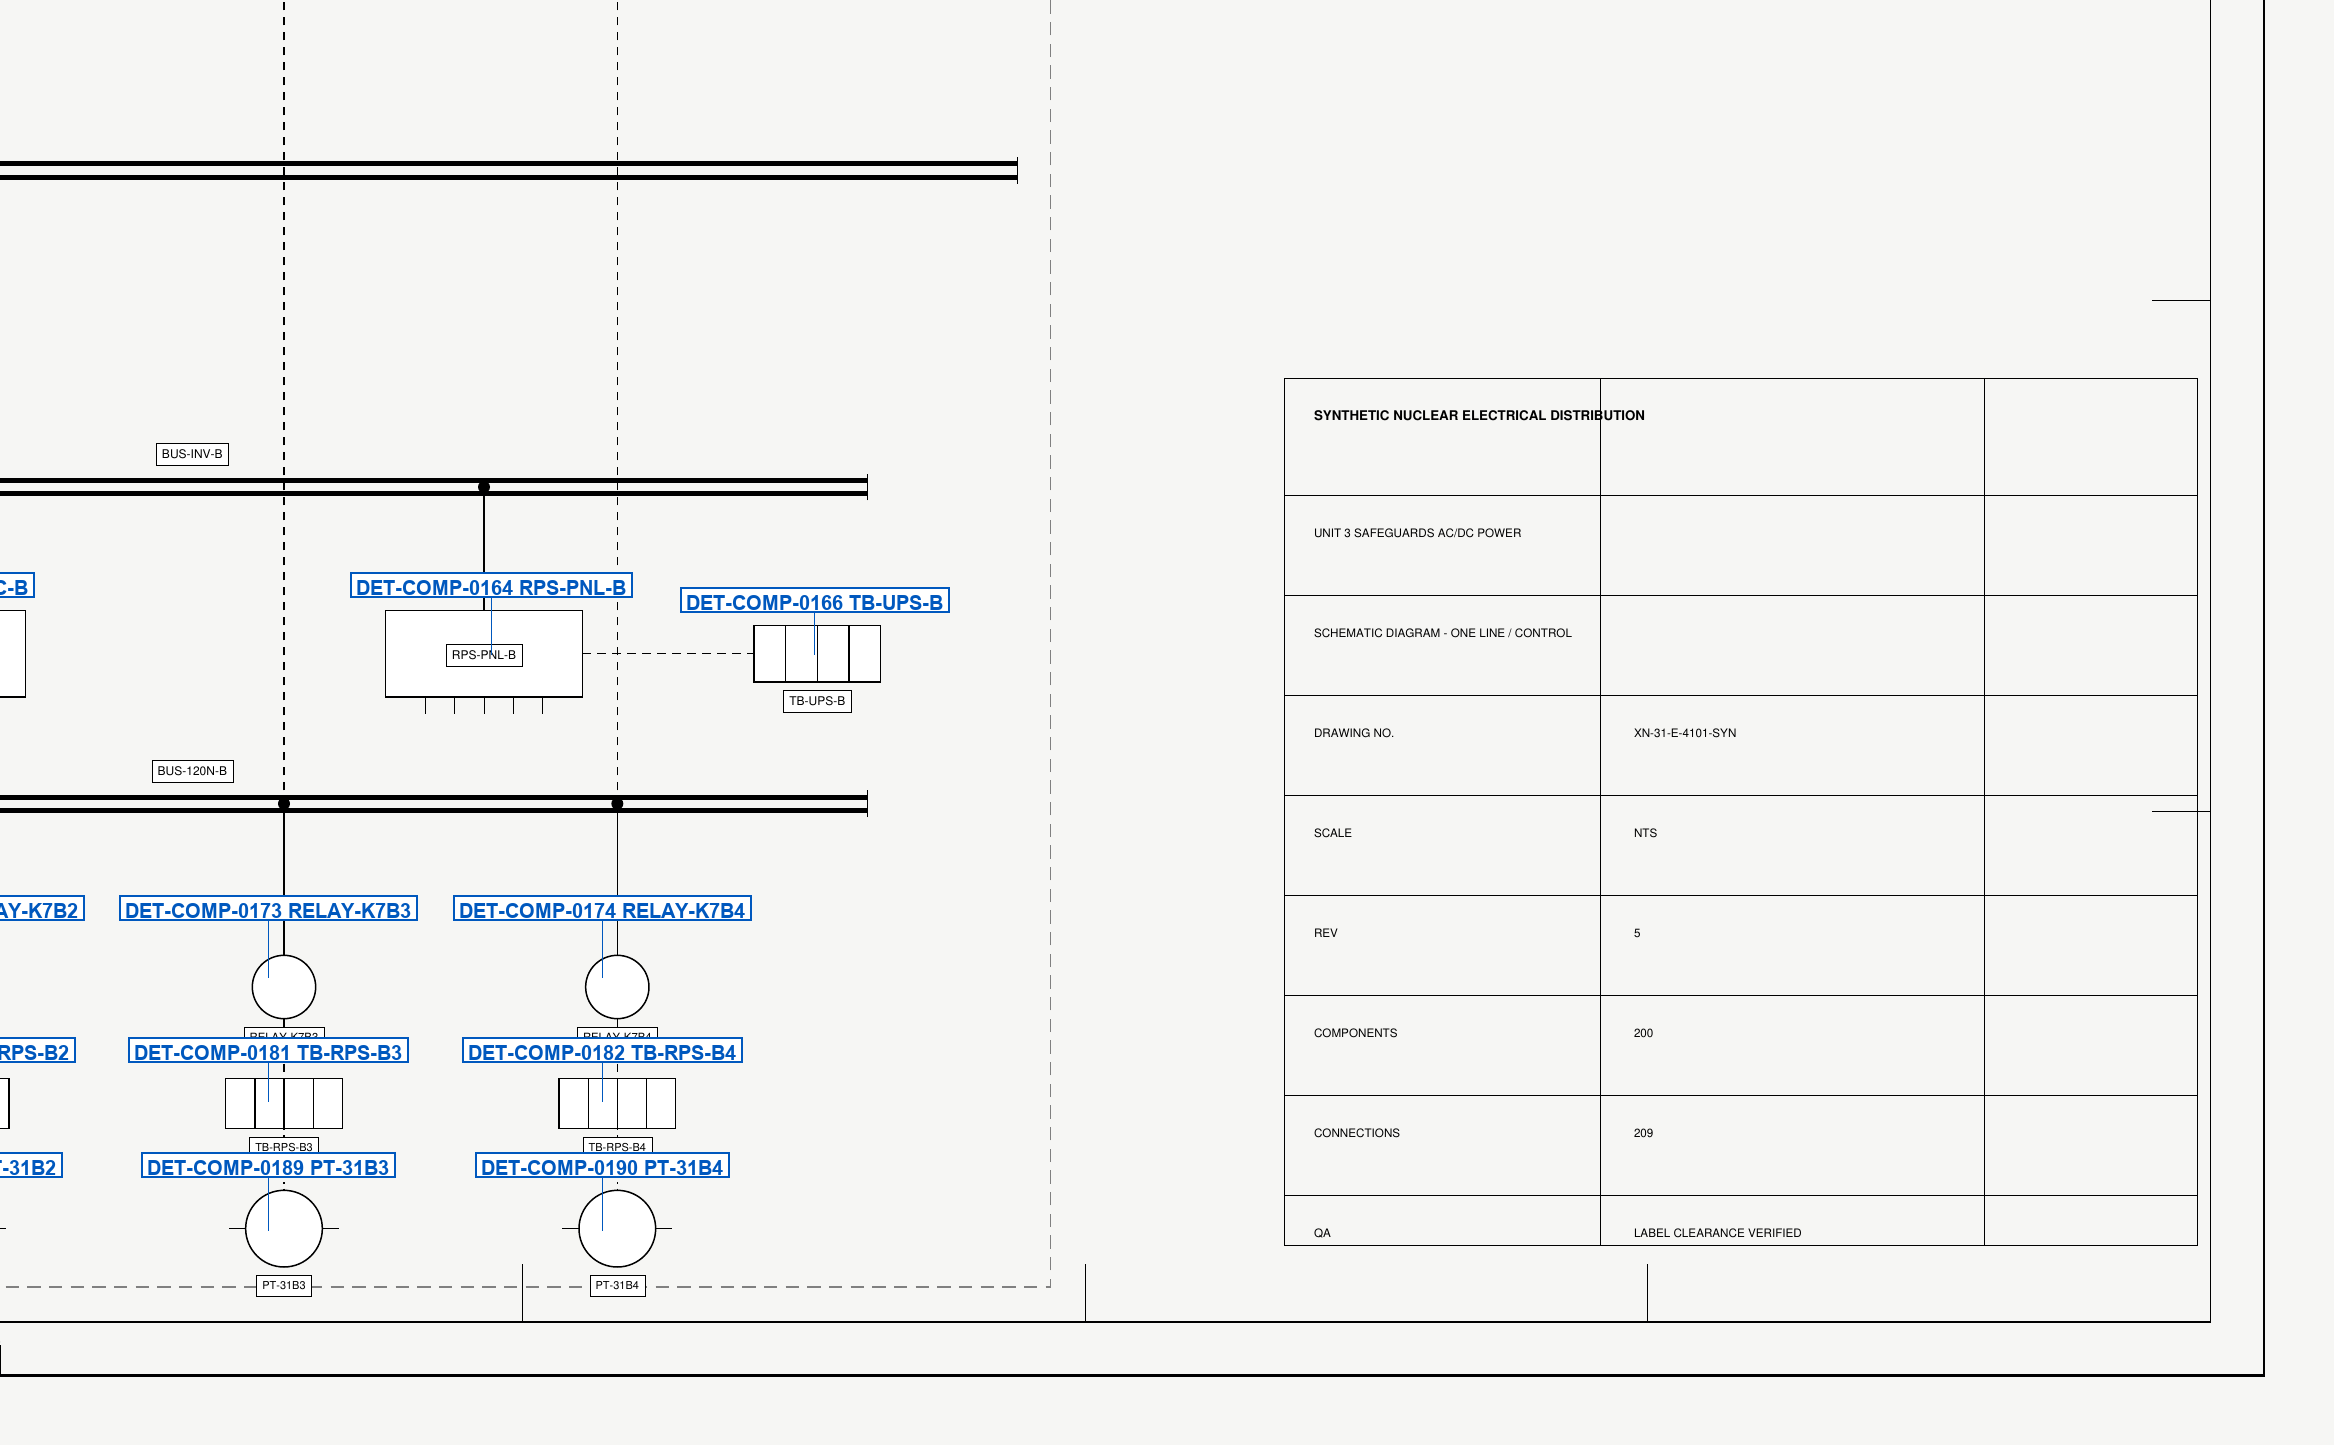 SYNTHETIC NUCLEAR ELECTRICAL DISTRIBUTION
BUS-INV-B
UNIT 3 SAFEGUARDS AC/DC POWER
C-B
DET-COMP-0164 RPS-PNL-B
DET-COMP-0166 TB-UPS-B
SCHEMATIC DIAGRAM - ONE LINE / CONTROL
RPS-PNL-B
TB-UPS-B
DRAWING NO. XN-31-E-4101-SYN
BUS-120N-B
SCALE NTS
AY-K7B2
DET-COMP-0173 RELAY-K7B3
DET-COMP-0174 RELAY-K7B4
REV 5
RELAY-K7B3
RELAY-K7B4
COMPONENTS 200
RPS-B2
DET-COMP-0181 TB-RPS-B3
DET-COMP-0182 TB-RPS-B4
CONNECTIONS 209
TB-RPS-B3
TB-RPS-B4
T-31B2
DET-COMP-0189 PT-31B3
DET-COMP-0190 PT-31B4
QA LABEL CLEARANCE VERIFIED
PT-31B3
PT-31B4